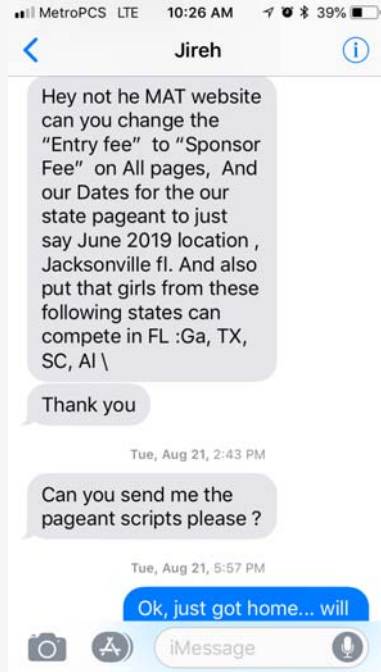 MetroPCS LTE 10:26 AM 39%
Jireh
Hey not he MAT website
can you change the
“Entry fee”  to “Sponsor
Fee”  on All pages,  And
our Dates for the our
state pageant to just
say June 2019 location ,
Jacksonville fl. And also
put that girls from these
following states can
compete in FL :Ga, TX,
SC, Al \
Thank you
Tue, Aug 21, 2:43 PM
Can you send me the
pageant scripts please ?
Tue, Aug 21, 5:57 PM
Ok, just got home... will
iMessage